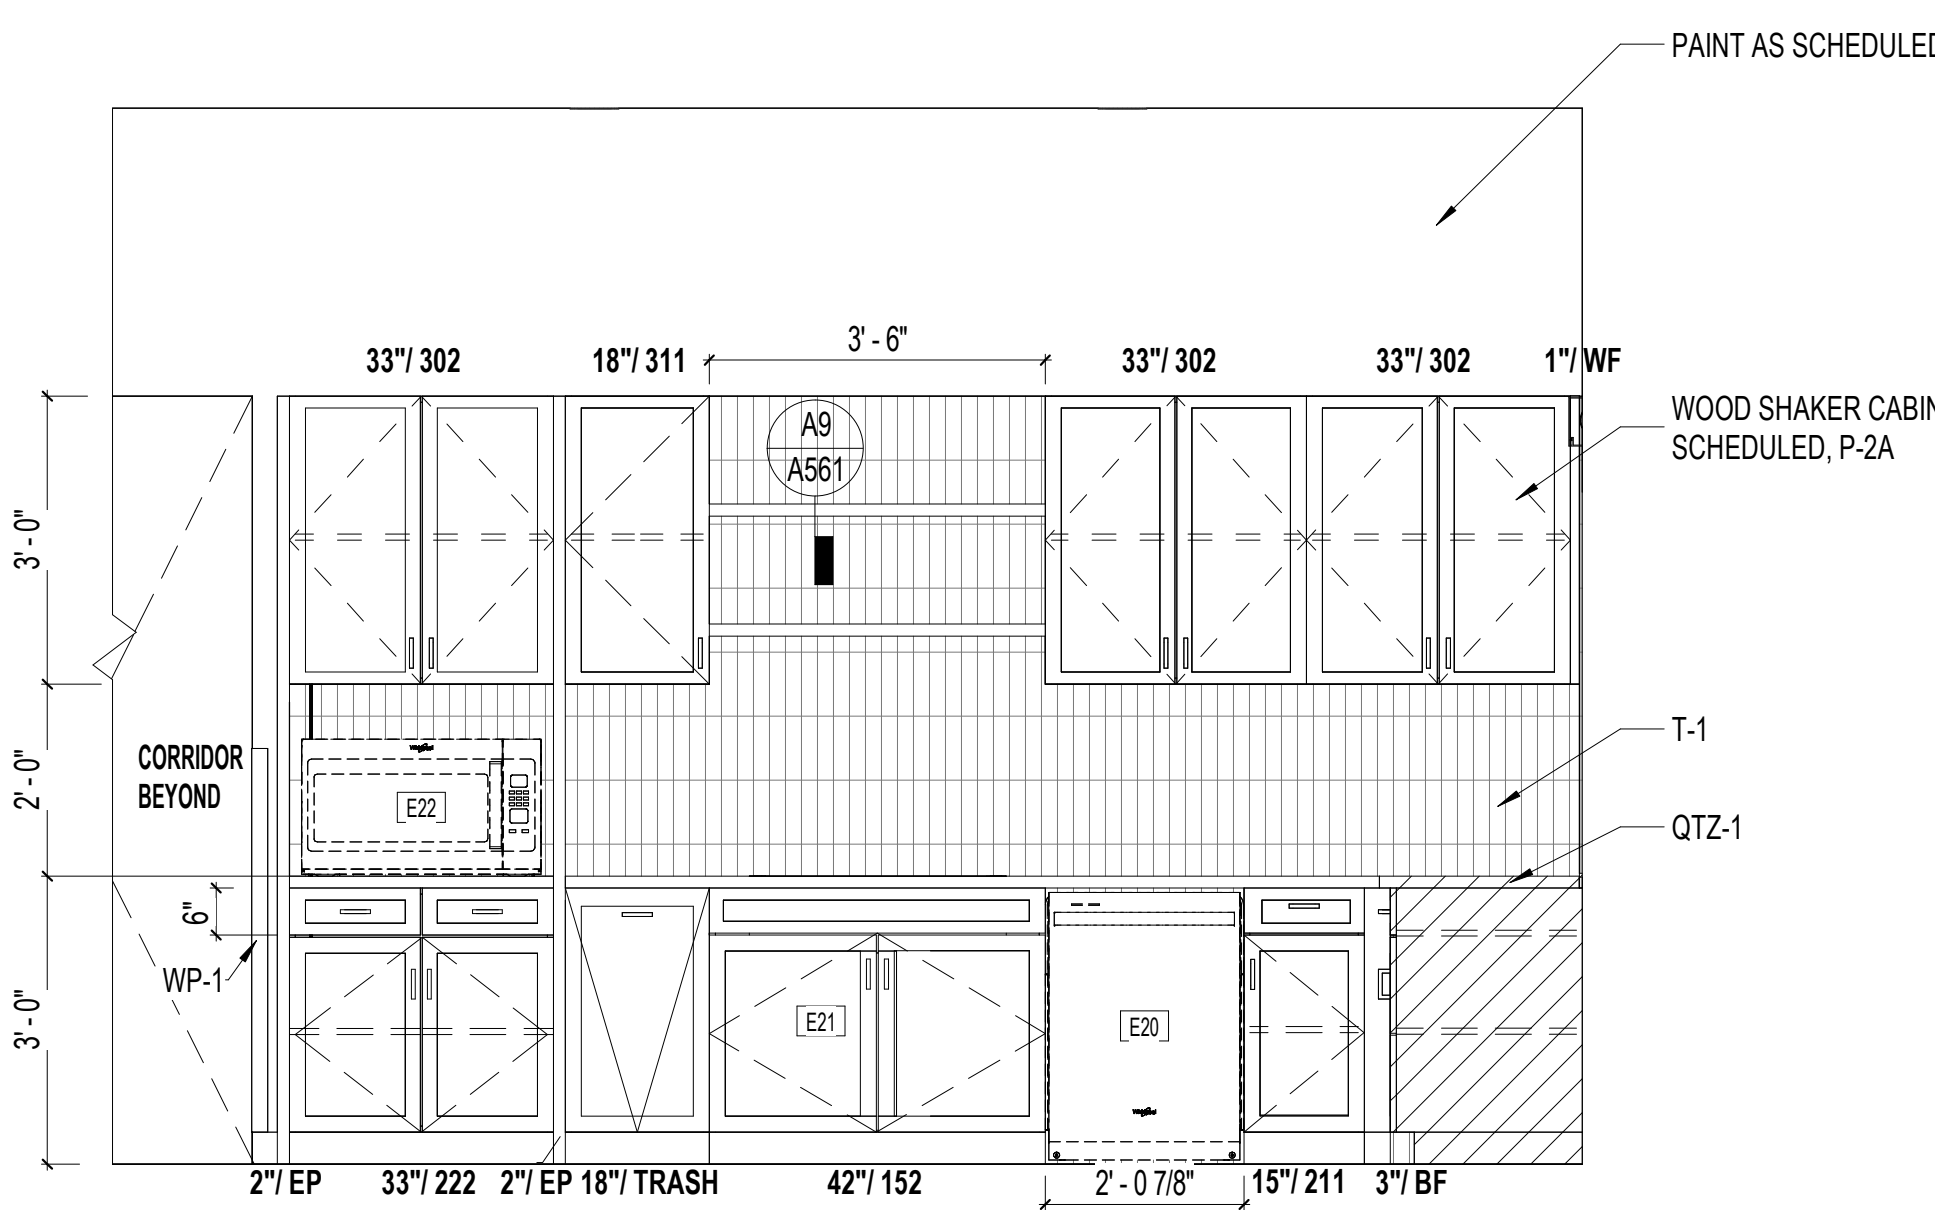 PAINT AS SCHEDULED
3' - 6"
33"/ 302
18"/ 311
33"/ 302
33"/ 302
1"/ WF
A9
A561
WOOD SHAKER CABIN
SCHEDULED, P-2A
3' - 0"
T-1
2' - 0"
CORRIDOR
BEYOND
E22
QTZ-1
6"
WP-1
3' - 0"
E21
E20
2"/ EP
33"/ 222
2"/ EP
18"/ TRASH
42"/ 152
2' - 0 7/8"
15"/ 211
3"/ BF